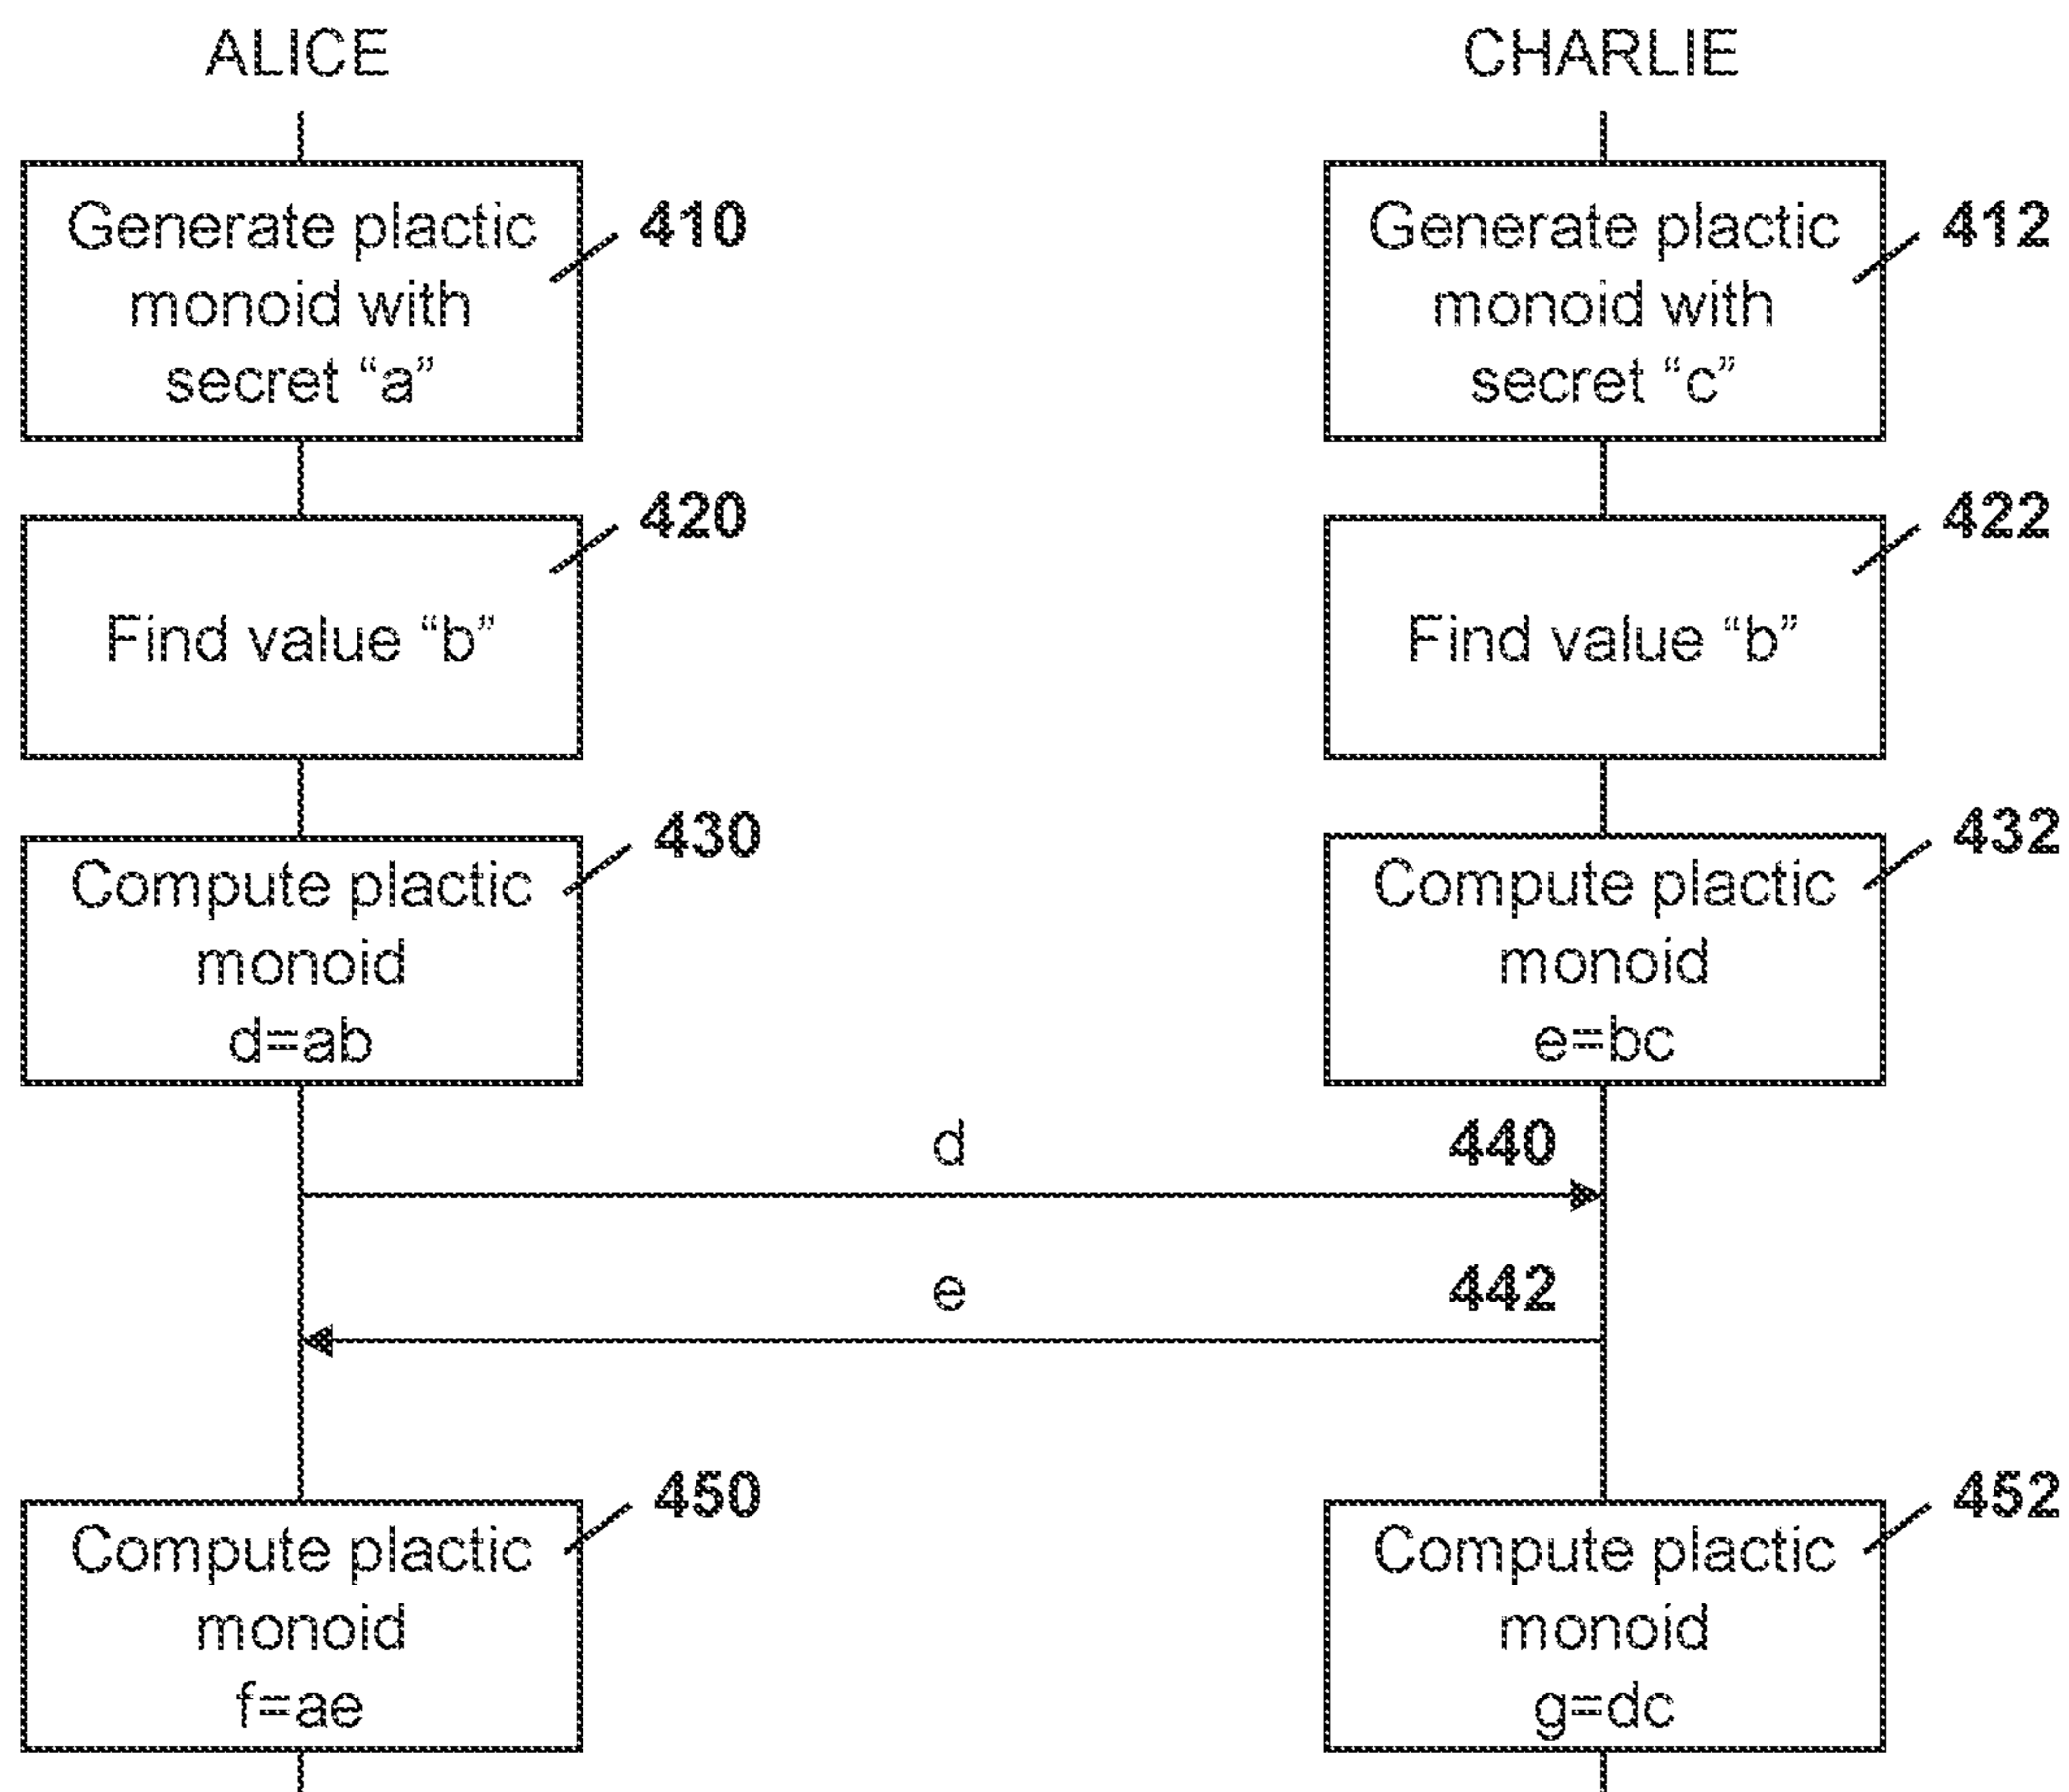 ALICE
CHARLIE
Generate plactic
monoid with
secret “a”
410
Generate plactic
monoid with
secret “c”
412
Find value “b”
420
Find value “b”
422
Compute plactic
monoid
d=ab
430
Compute plactic
monoid
e=bc
432
d
440
e
442
Compute plactic
monoid
f=ae
450
Compute plactic
monoid
g=dc
452